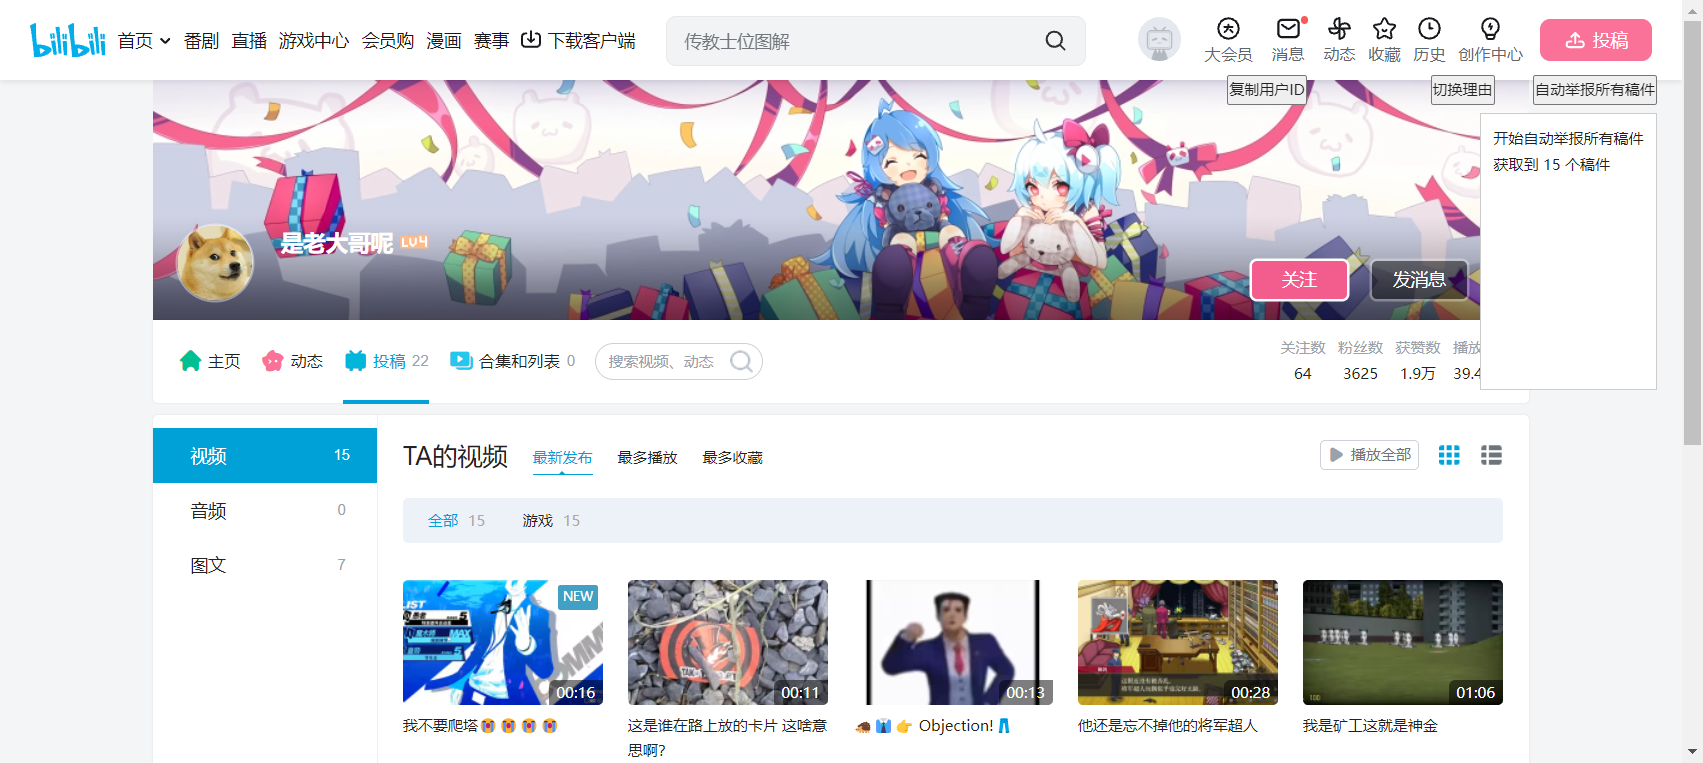 bilibili
首页 番剧 直播 游戏中心 会员购 漫画 赛事 下载客户端
传教士位图解
大会员 消息 动态 收藏 历史 创作中心 投稿
复制用户ID 切换理由 自动举报所有稿件
开始自动举报所有稿件
获取到 15 个稿件
是老大哥呢 LV4
关注 发消息
主页 动态 投稿 22 合集和列表 0 搜索视频、动态
关注数 粉丝数 获赞数 播放
64 3625 1.9万 39.4
视频 15
音频 0
图文 7
TA的视频 最新发布 最多播放 最多收藏 播放全部
全部 15 游戏 15
NEW
MAX
00:16 00:11 00:13 00:28 01:06
我不要爬塔😭😭😭😭
这是谁在路上放的卡片 这啥意思啊?
🦔👔👉 Objection!👖
他还是忘不掉他的将军超人
我是矿工这就是神金